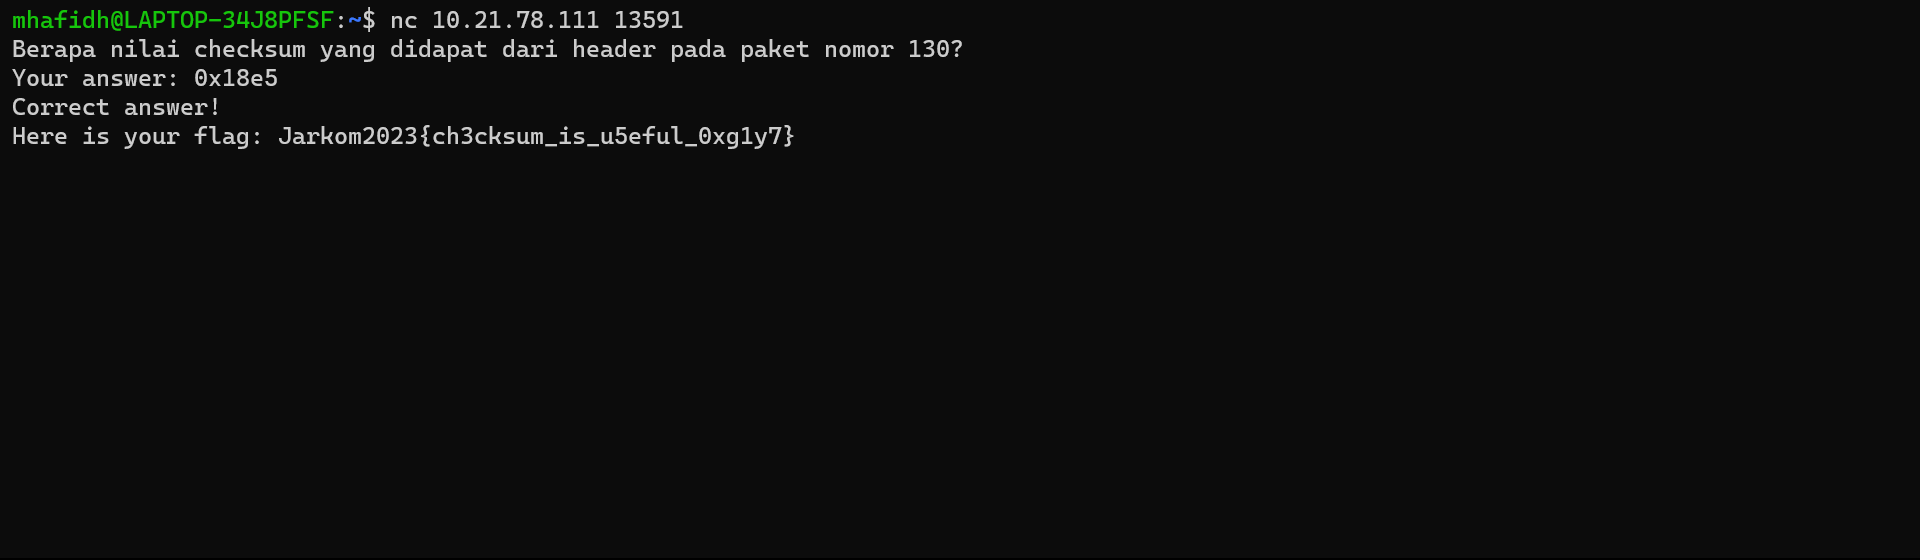 mhafidh@LAPTOP-34J8PFSF:~$ nc 10.21.78.111 13591
Berapa nilai checksum yang didapat dari header pada paket nomor 130?
Your answer: 0x18e5
Correct answer!
Here is your flag: Jarkom2023{ch3cksum_is_u5eful_0xg1y7}